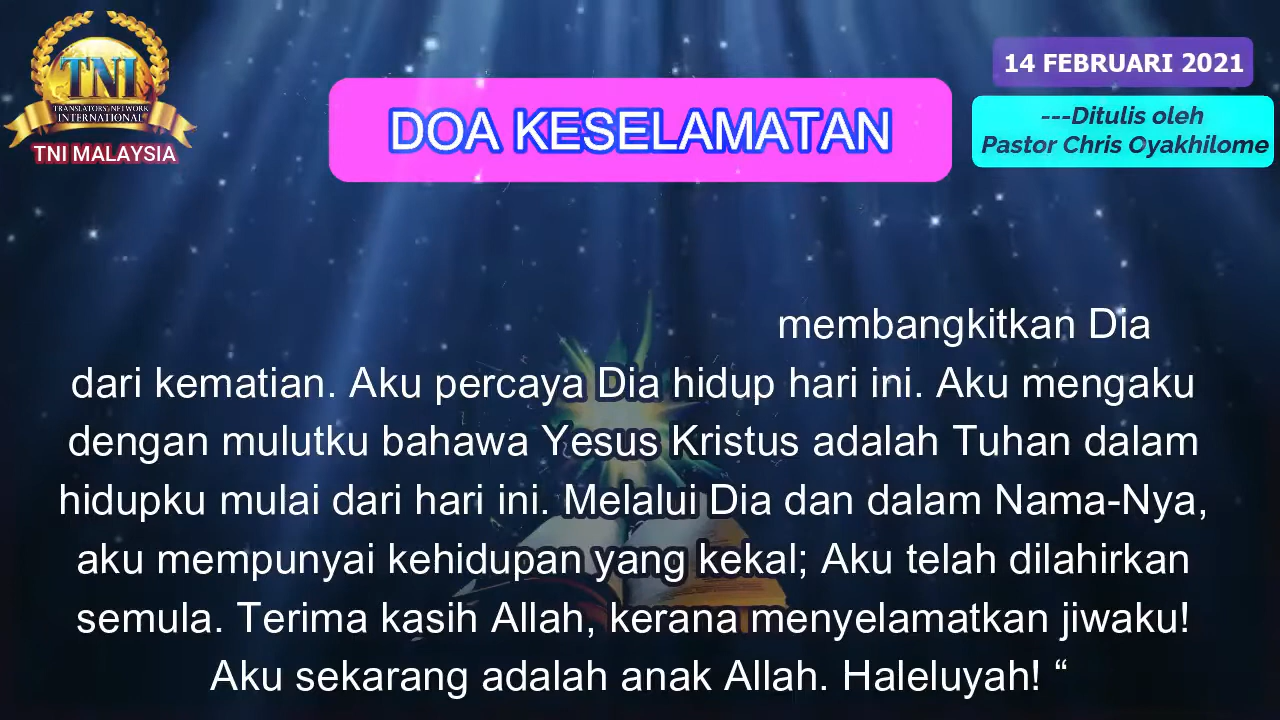 TNI
TRANSLATORS' NETWORK
INTERNATIONAL
TNI MALAYSIA
DOA KESELAMATAN
14 FEBRUARI 2021
---Ditulis oleh
Pastor Chris Oyakhilome
membangkitkan Dia
dari kematian. Aku percaya Dia hidup hari ini. Aku mengaku
dengan mulutku bahawa Yesus Kristus adalah Tuhan dalam
hidupku mulai dari hari ini. Melalui Dia dan dalam Nama-Nya,
aku mempunyai kehidupan yang kekal; Aku telah dilahirkan
semula. Terima kasih Allah, kerana menyelamatkan jiwaku!
Aku sekarang adalah anak Allah. Haleluyah! “